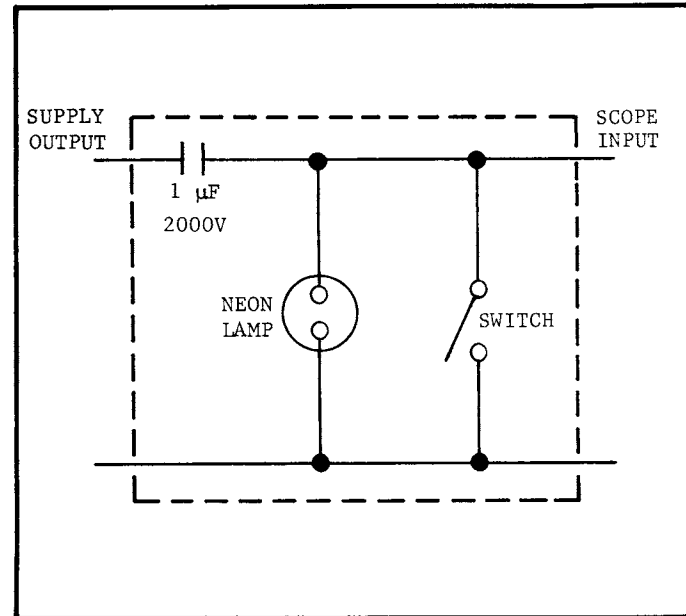 SUPPLY
OUTPUT
SCOPE
INPUT
1 μF
2000V
NEON
LAMP
SWITCH